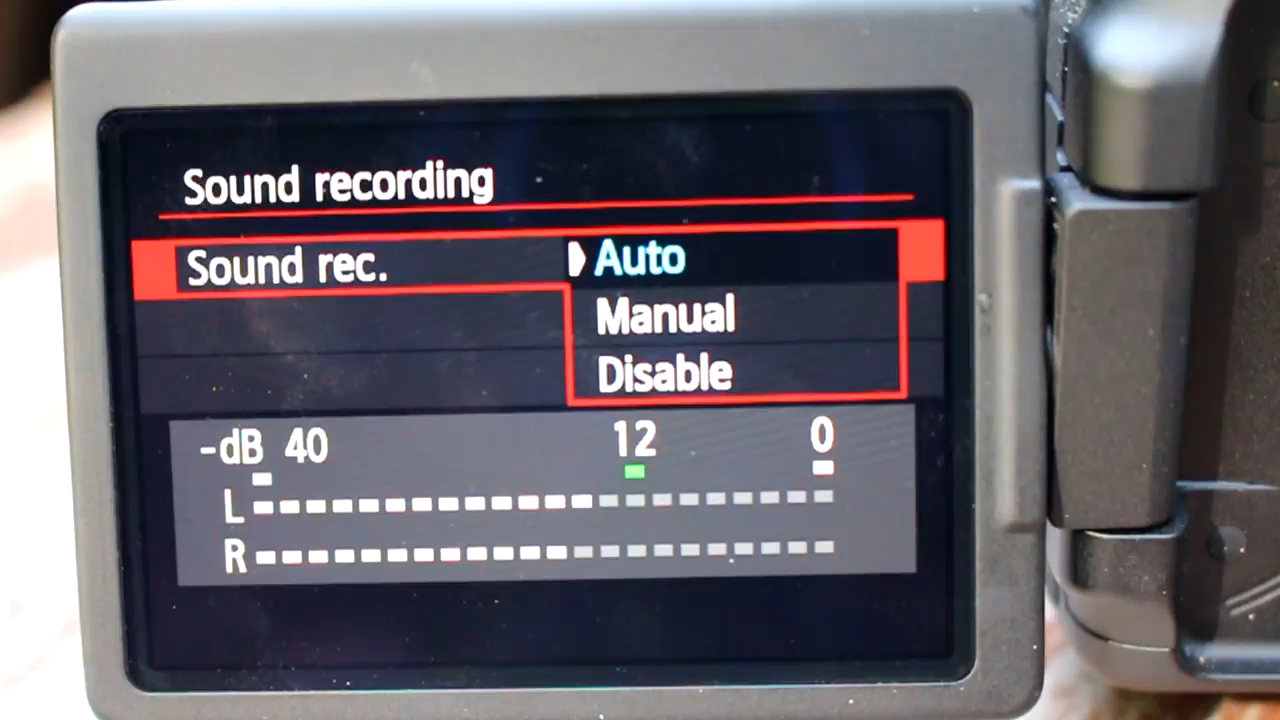 Sound recording
Sound rec. Auto
Manual
Disable
-dB 40 12 0
L
R